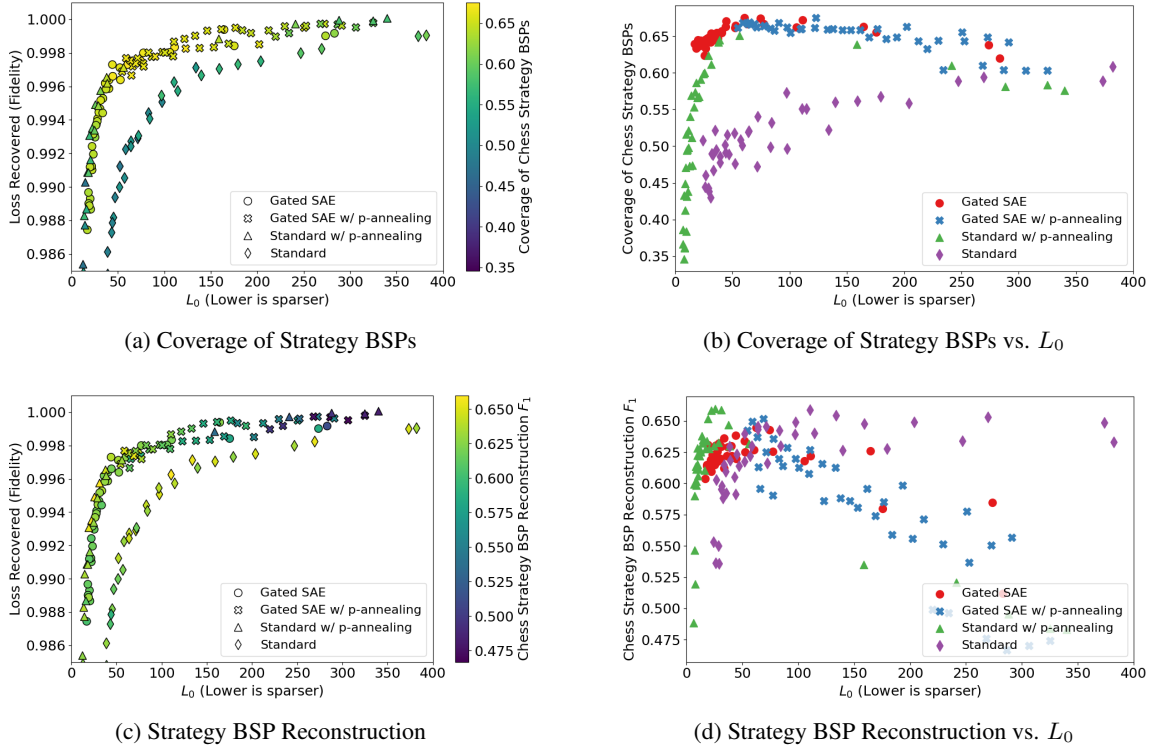 Loss Recovered (Fidelity)
1.000
0.998
0.996
0.994
0.992
0.990
0.988
0.986
0 50 100 150 200 250 300 350 400
L0 (Lower is sparser)
Gated SAE
Gated SAE w/ p-annealing
Standard w/ p-annealing
Standard
0.65
0.60
0.55
0.50
0.45
0.40
0.35
Coverage of Chess Strategy BSPs
(a) Coverage of Strategy BSPs
Coverage of Chess Strategy BSPs
0.65
0.60
0.55
0.50
0.45
0.40
0.35
0 50 100 150 200 250 300 350 400
L0 (Lower is sparser)
Gated SAE
Gated SAE w/ p-annealing
Standard w/ p-annealing
Standard
(b) Coverage of Strategy BSPs vs. L0
Loss Recovered (Fidelity)
1.000
0.998
0.996
0.994
0.992
0.990
0.988
0.986
0 50 100 150 200 250 300 350 400
L0 (Lower is sparser)
Gated SAE
Gated SAE w/ p-annealing
Standard w/ p-annealing
Standard
0.650
0.625
0.600
0.575
0.550
0.525
0.500
0.475
Chess Strategy BSP Reconstruction F1
(c) Strategy BSP Reconstruction
Chess Strategy BSP Reconstruction F1
0.650
0.625
0.600
0.575
0.550
0.525
0.500
0.475
0 50 100 150 200 250 300 350 400
L0 (Lower is sparser)
Gated SAE
Gated SAE w/ p-annealing
Standard w/ p-annealing
Standard
(d) Strategy BSP Reconstruction vs. L0